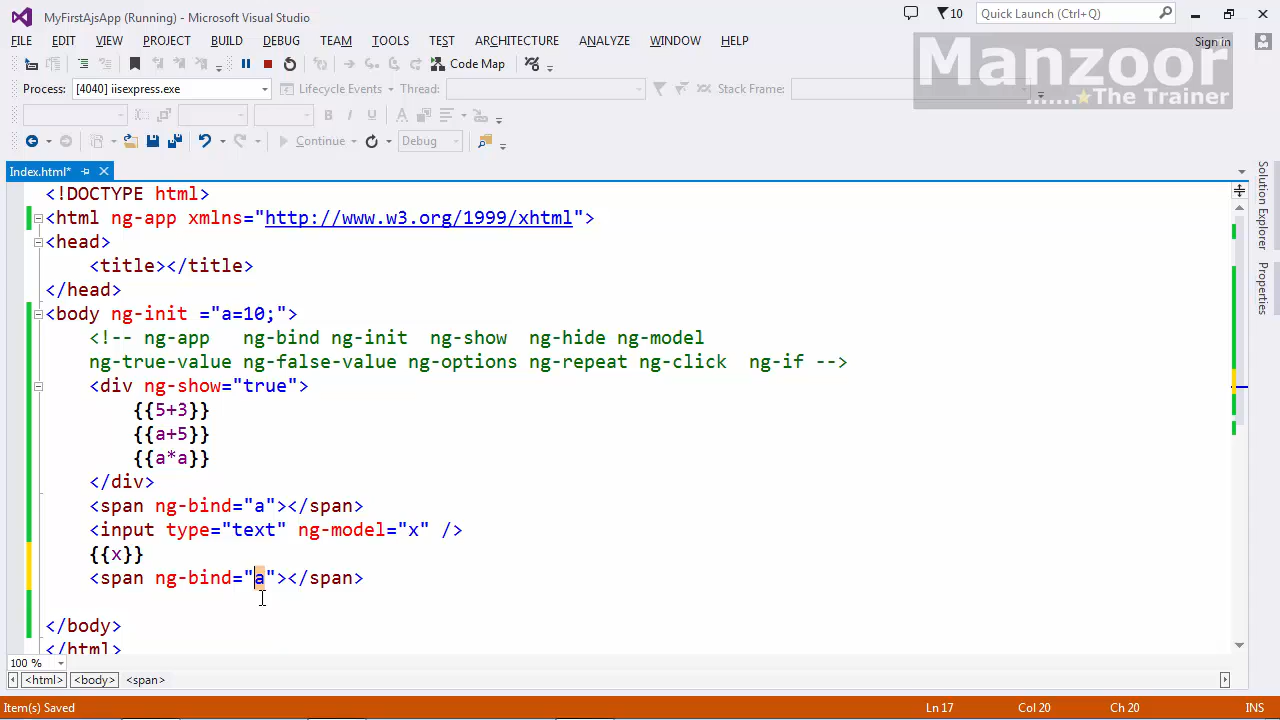 MyFirstAjsApp (Running) - Microsoft Visual Studio
10
Quick Launch (Ctrl+Q)
FILE EDIT VIEW PROJECT BUILD DEBUG TEAM TOOLS TEST ARCHITECTURE ANALYZE WINDOW HELP
Sign in
Manzoor
.......The Trainer
Code Map
Process: [4040] iisexpress.exe Lifecycle Events Thread: Stack Frame:
B I U A
Continue Debug
Index.html*
<!DOCTYPE html>
<html ng-app xmlns="http://www.w3.org/1999/xhtml">
<head>
<title></title>
</head>
<body ng-init ="a=10;">
<!-- ng-app ng-bind ng-init ng-show ng-hide ng-model
ng-true-value ng-false-value ng-options ng-repeat ng-click ng-if -->
<div ng-show="true">
{{5+3}}
{{a+5}}
{{a*a}}
</div>
<span ng-bind="a"></span>
<input type="text" ng-model="x" />
{{x}}
<span ng-bind="a"></span>
</body>
</html>
Solution Explorer
Properties
100 %
<html> <body> <span>
Item(s) Saved Ln 17 Col 20 Ch 20 INS